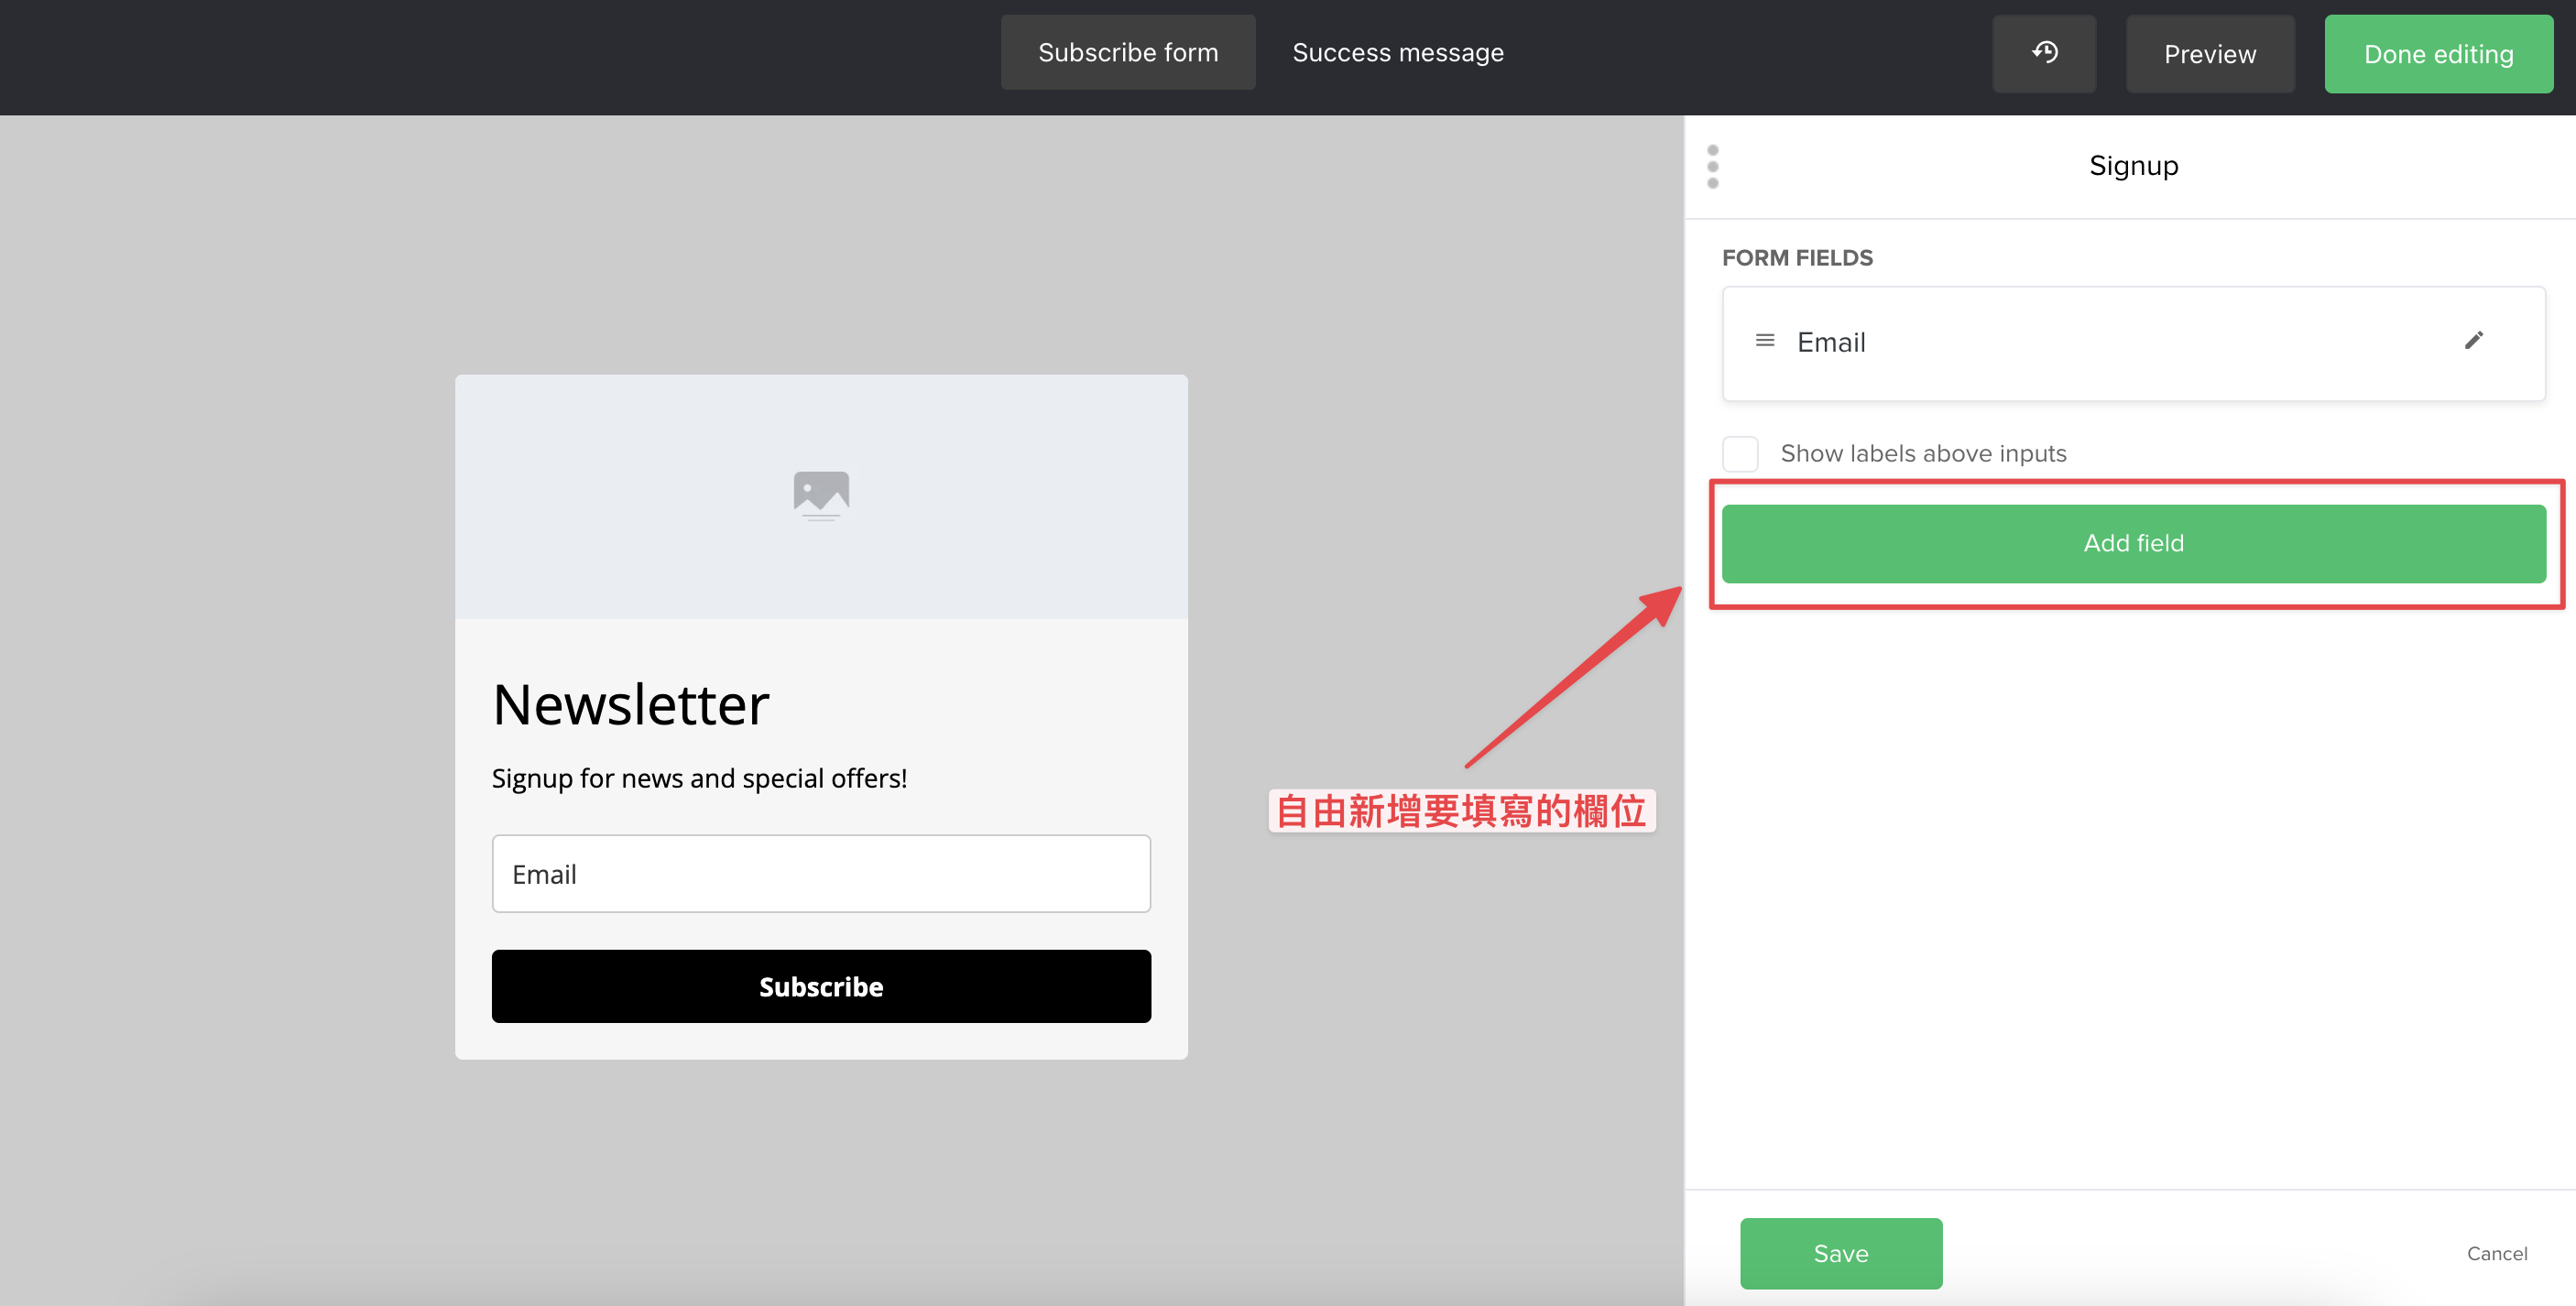 Subscribe form
Success message
Preview
Done editing
Signup
FORM FIELDS
Email
Show labels above inputs
Add field
Newsletter
Signup for news and special offers!
自由新增要填寫的欄位
Email
Subscribe
Save
Cancel